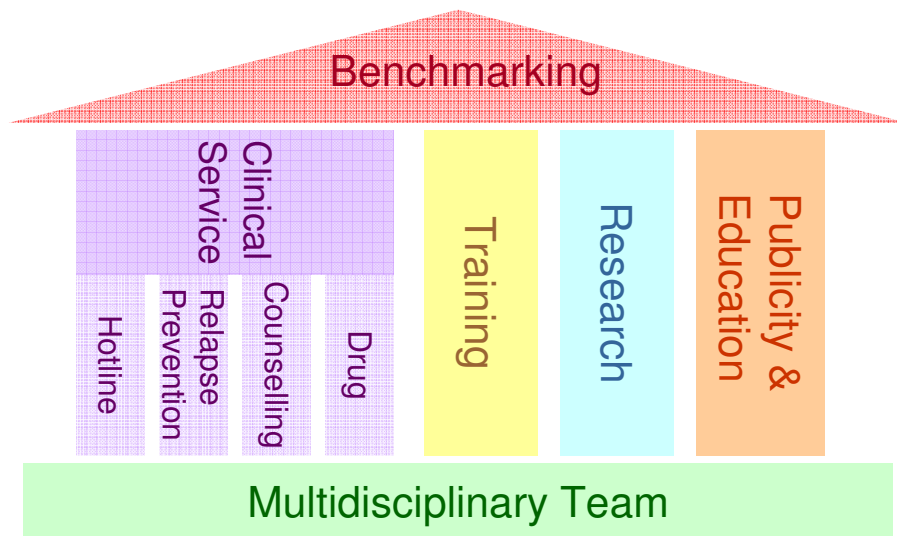 Benchmarking
Clinical
Service
Hotline
Relapse
Prevention
Counselling
Drug
Training
Research
Publicity &
Education
Multidisciplinary Team